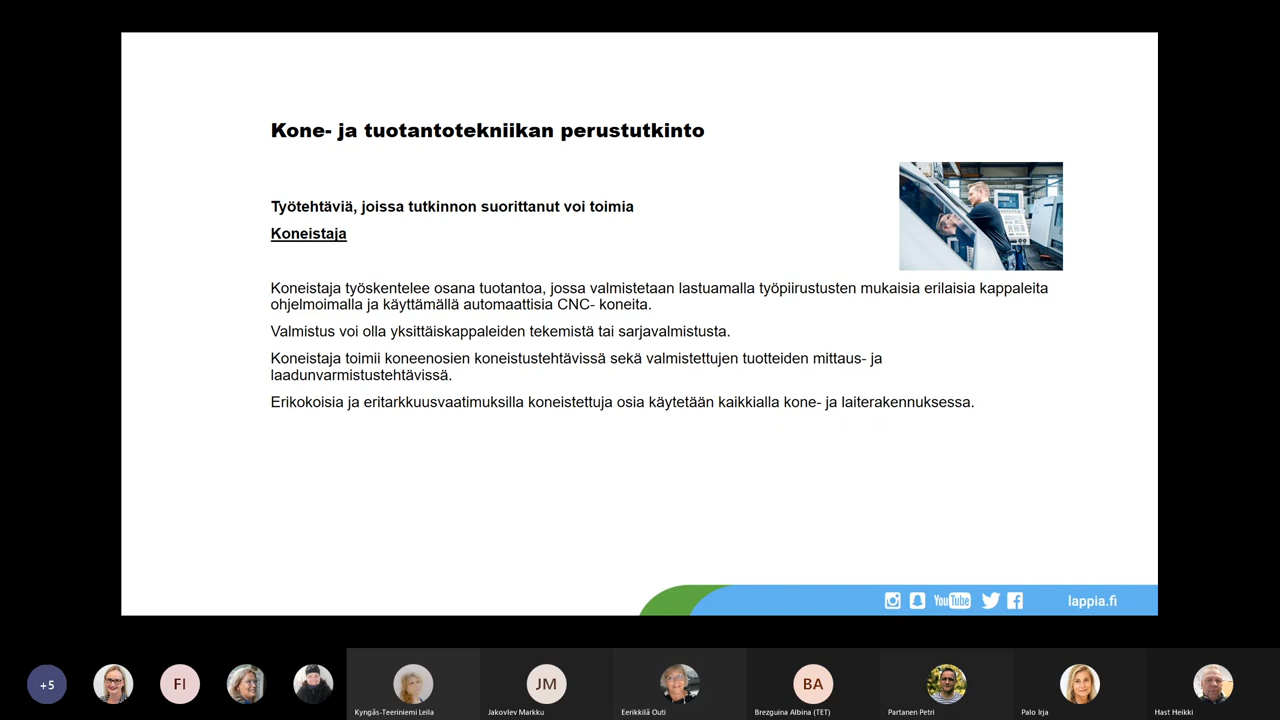 Kone- ja tuotantotekniikan perustutkinto
Työtehtäviä, joissa tutkinnon suorittanut voi toimia
Koneistaja
Koneistaja työskentelee osana tuotantoa, jossa valmistetaan lastuamalla työpiirustusten mukaisia erilaisia kappaleita
ohjelmoimalla ja käyttämällä automaattisia CNC- koneita.
Valmistus voi olla yksittäiskappaleiden tekemistä tai sarjavalmistusta.
Koneistaja toimii koneenosien koneistustehtävissä sekä valmistettujen tuotteiden mittaus- ja
laadunvarmistustehtävissä.
Erikokoisia ja eritarkkuusvaatimuksilla koneistettuja osia käytetään kaikkialla kone- ja laiterakennuksessa.
YouTube
lappia.fi
+5
FI
JM
BA
Kyngäs-Teeriniemi Leila
Jakovlev Markku
Eerikkilä Outi
Brezguina Albina (TET)
Partanen Petri
Palo Irja
Hast Heikki